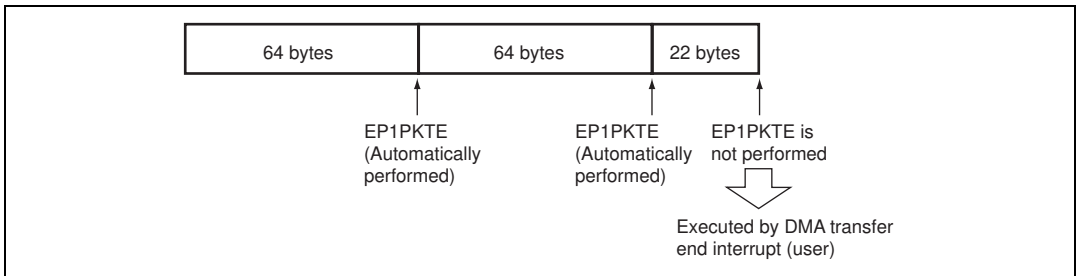 64 bytes
64 bytes
22 bytes
EP1PKTE
(Automatically
performed)
EP1PKTE
(Automatically
performed)
EP1PKTE is
not performed
Executed by DMA transfer
end interrupt (user)